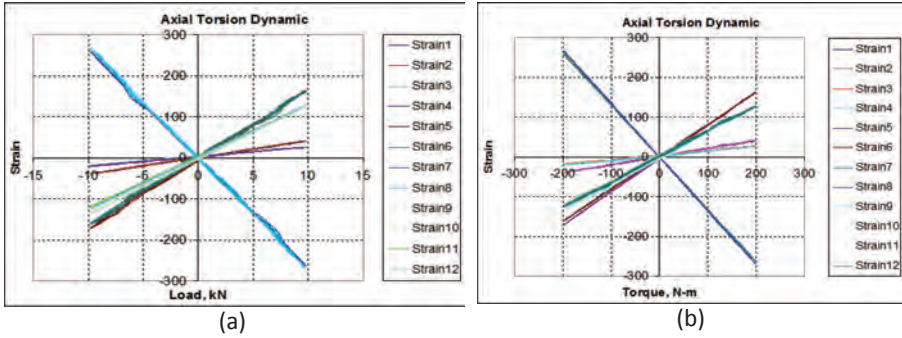 Axial Torsion Dynamic
300
200
100
0
-100
-200
-300
-15
-10
-5
0
5
10
15
Strain
Load, kN
Strain1
Strain2
Strain3
Strain4
Strain5
Strain6
Strain7
Strain8
Strain9
Strain10
Strain11
Strain12
(a)
Axial Torsion Dynamic
300
200
100
0
-100
-200
-300
-300
-200
-100
0
100
200
300
Strain
Torque, N-m
Strain1
Strain2
Strain3
Strain4
Strain5
Strain6
Strain7
Strain8
Strain9
Strain10
Strain11
Strain12
(b)